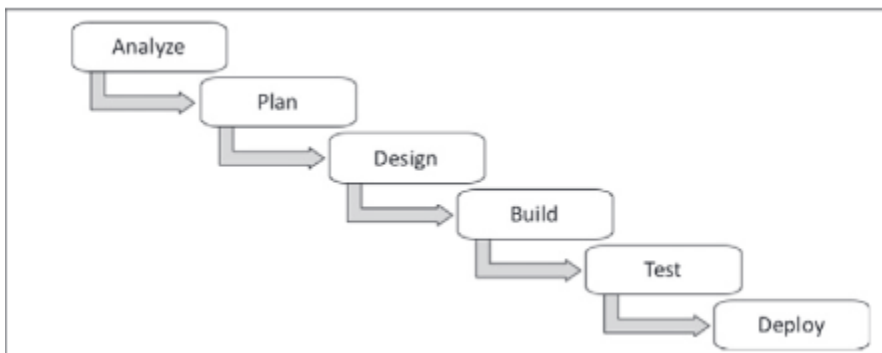 Analyze
Plan
Design
Build
Test
Deploy